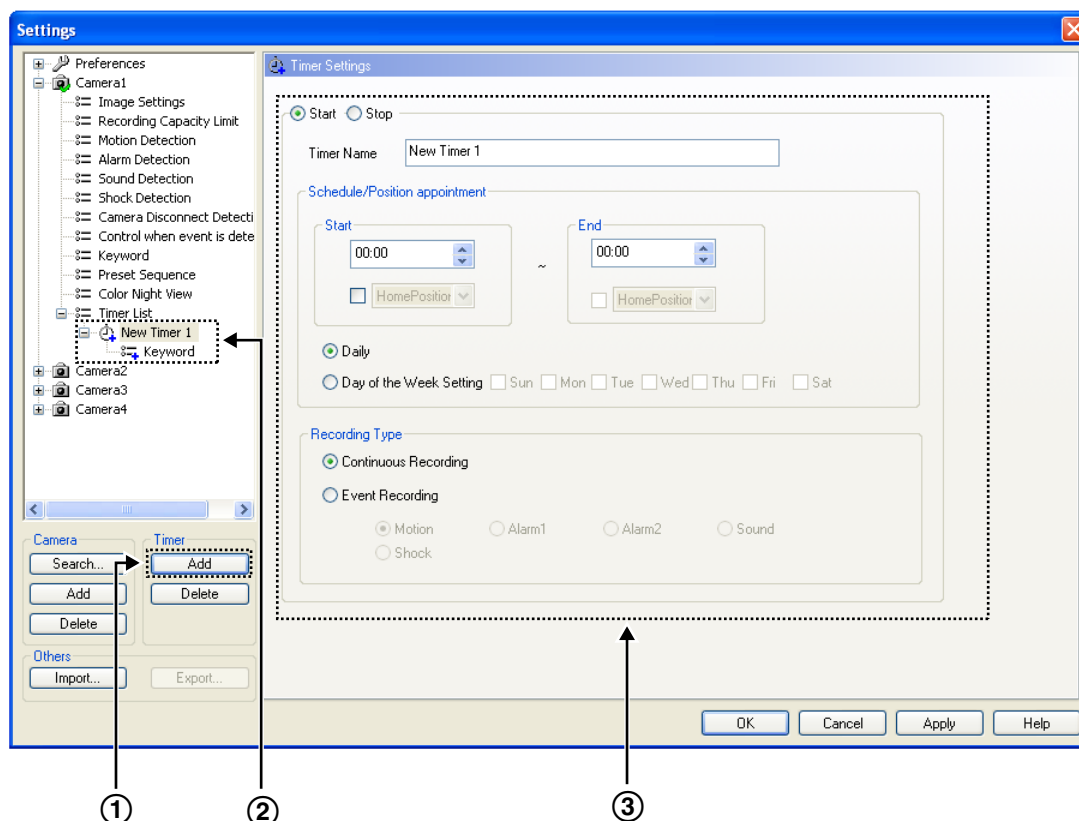 Settings
Preferences
Camera1
Image Settings
Recording Capacity Limit
Motion Detection
Alarm Detection
Sound Detection
Shock Detection
Camera Disconnect Detecti
Control when event is dete
Keyword
Preset Sequence
Color Night View
Timer List
New Timer 1
Keyword
Camera2
Camera3
Camera4
Camera
Search...
Add
Delete
Timer
Add
Delete
Others
Import...
Export...
Timer Settings
Start Stop
Timer Name New Timer 1
Schedule/Position appointment
Start
00:00
HomePosition
~
End
00:00
HomePosition
Daily
Day of the Week Setting Sun Mon Tue Wed Thu Fri Sat
Recording Type
Continuous Recording
Event Recording
Motion Alarm1 Alarm2 Sound
Shock
OK Cancel Apply Help
① ② ③